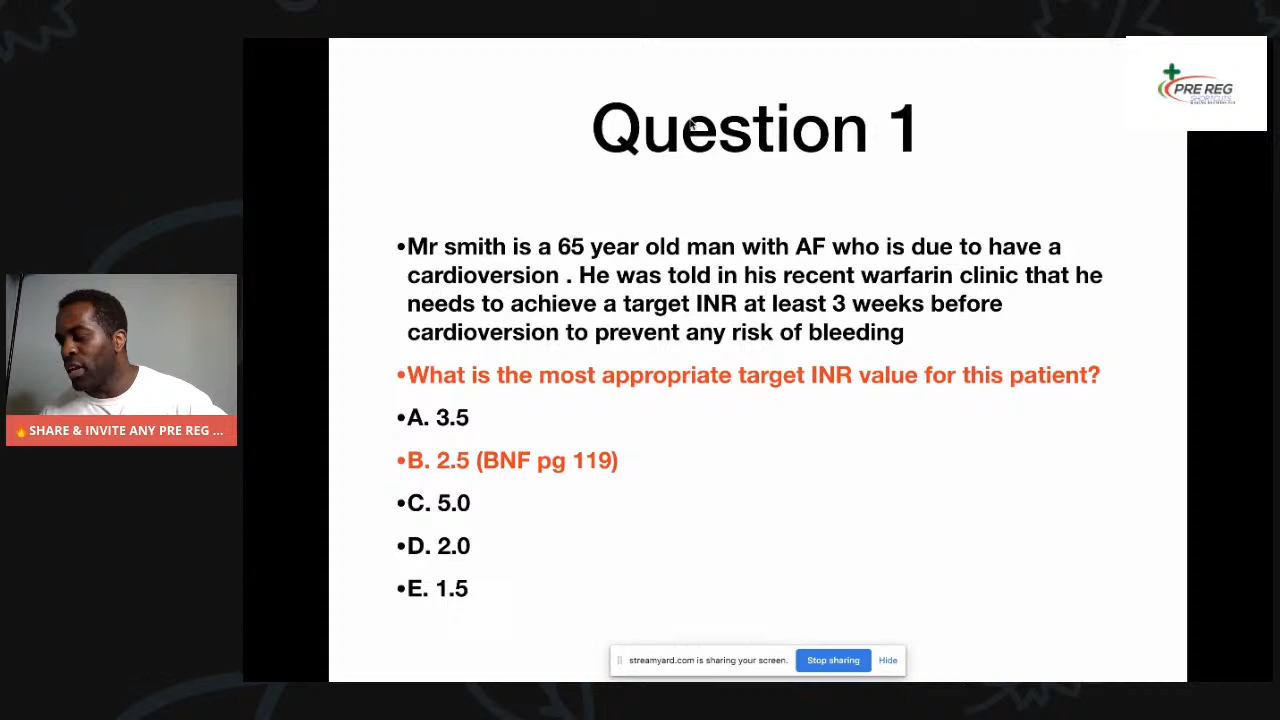 Question 1
PRE REG
SHORTCUTS
•Mr smith is a 65 year old man with AF who is due to have a
cardioversion . He was told in his recent warfarin clinic that he
needs to achieve a target INR at least 3 weeks before
cardioversion to prevent any risk of bleeding
•What is the most appropriate target INR value for this patient?
•A. 3.5
•B. 2.5 (BNF pg 119)
•C. 5.0
•D. 2.0
•E. 1.5
🔥SHARE & INVITE ANY PRE REG ...
streamyard.com is sharing your screen. Stop sharing Hide